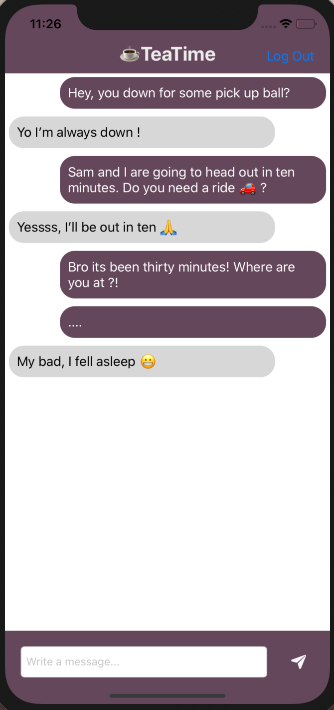 11:26
☕TeaTime
Log Out
Hey, you down for some pick up ball?
Yo I'm always down !
Sam and I are going to head out in ten
minutes. Do you need a ride 🚗 ?
Yessss, I'll be out in ten 🙏
Bro its been thirty minutes! Where are
you at ?!
....
My bad, I fell asleep 😬
Write a message...